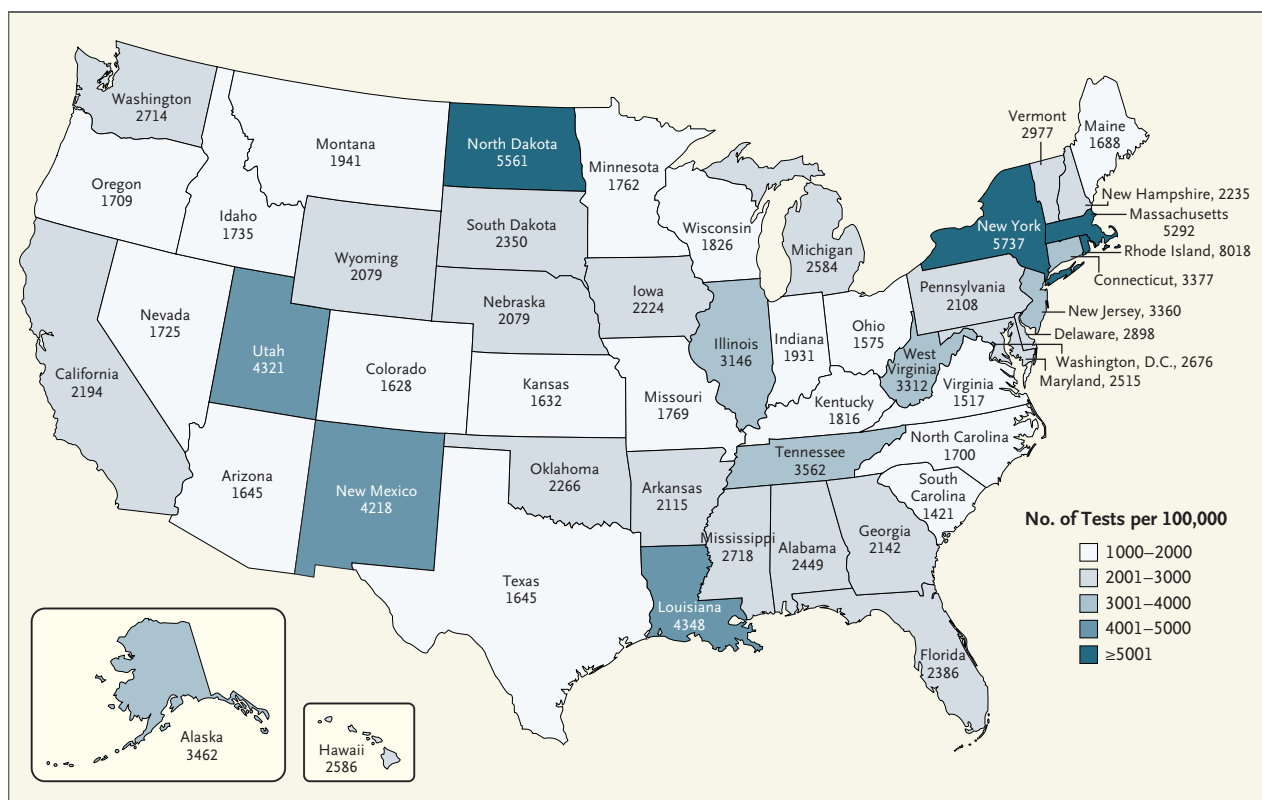 Washington
2714
Oregon
1709
Idaho
1735
Montana
1941
North Dakota
5561
Minnesota
1762
South Dakota
2350
Wyoming
2079
Nebraska
2079
Iowa
2224
Wisconsin
1826
Michigan
2584
Nevada
1725
Utah
4321
California
2194
Colorado
1628
Kansas
1632
Missouri
1769
Illinois
3146
Indiana
1931
Ohio
1575
Kentucky
1816
West
Virginia
3312
Virginia
1517
Pennsylvania
2108
New York
5737
Vermont
2977
Maine
1688
New Hampshire, 2235
Massachusetts
5292
Rhode Island, 8018
Connecticut, 3377
New Jersey, 3360
Delaware, 2898
Washington, D.C., 2676
Maryland, 2515
Arizona
1645
New Mexico
4218
Oklahoma
2266
Arkansas
2115
Tennessee
3562
North Carolina
1700
South
Carolina
1421
Texas
1645
Louisiana
4348
Mississippi
2718
Alabama
2449
Georgia
2142
Florida
2386
Alaska
3462
Hawaii
2586
No. of Tests per 100,000
1000–2000
2001–3000
3001–4000
4001–5000
≥5001